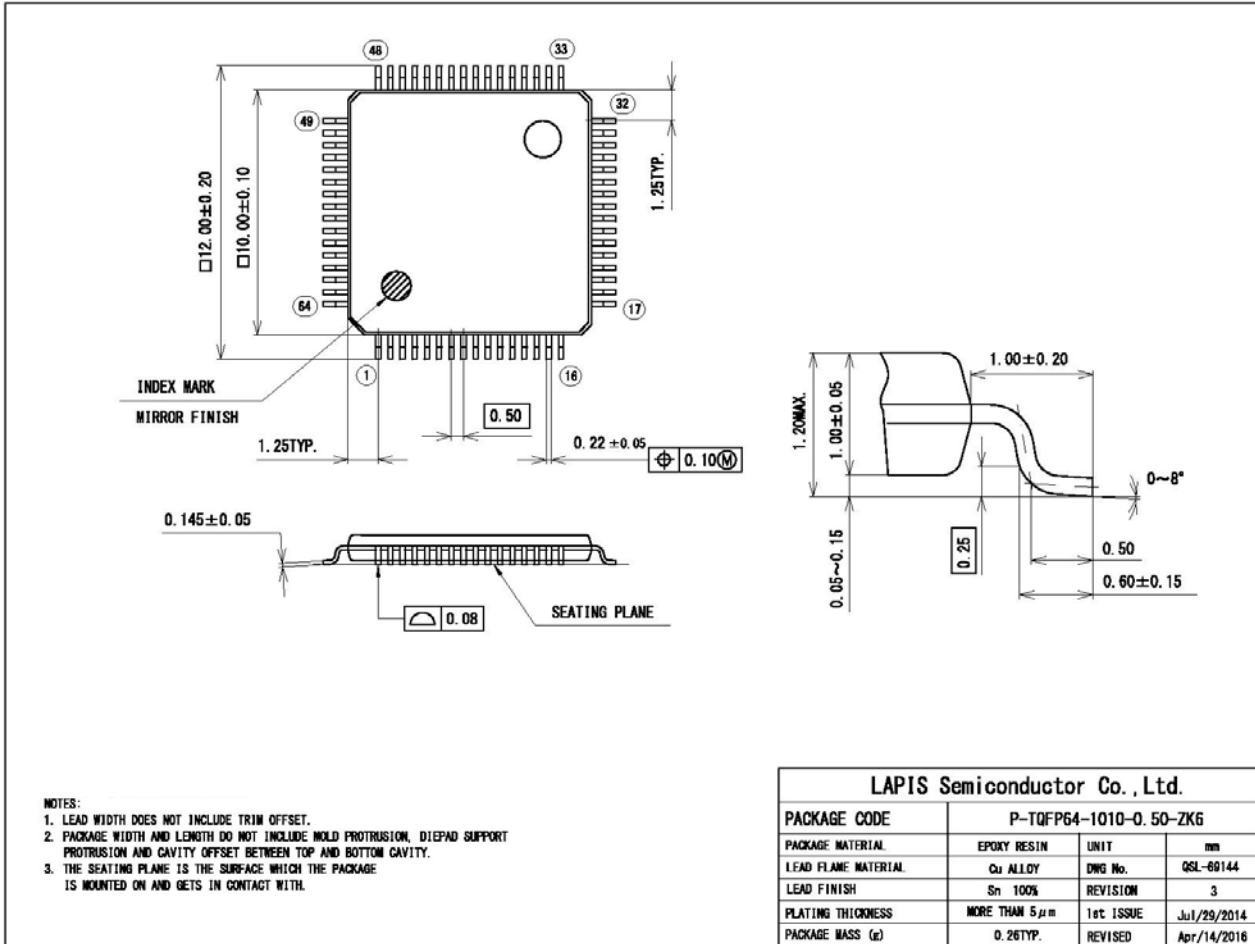 48
33
32
49
64
17
1
16
□12.00±0.20
□10.00±0.10
1.25TYP.
INDEX MARK
MIRROR FINISH
0.50
1.25TYP.
0.22 ±0.05
⌖ 0.10Ⓜ
0.145±0.05
⌓ 0.08
SEATING PLANE
1.20MAX.
1.00±0.05
1.00±0.20
0~8°
0.25
0.50
0.05~0.15
0.60±0.15
NOTES:
1. LEAD WIDTH DOES NOT INCLUDE TRIM OFFSET.
2. PACKAGE WIDTH AND LENGTH DO NOT INCLUDE MOLD PROTRUSION, DIEPAD SUPPORT
PROTRUSION AND CAVITY OFFSET BETWEEN TOP AND BOTTOM CAVITY.
3. THE SEATING PLANE IS THE SURFACE WHICH THE PACKAGE
IS MOUNTED ON AND GETS IN CONTACT WITH.
LAPIS Semiconductor Co.,Ltd.
PACKAGE CODE P-TQFP64-1010-0.50-ZK6
PACKAGE MATERIAL EPOXY RESIN UNIT mm
LEAD FLAME MATERIAL Cu ALLOY DWG No. QSL-69144
LEAD FINISH Sn 100% REVISION 3
PLATING THICKNESS MORE THAN 5μm 1st ISSUE Jul/29/2014
PACKAGE MASS (g) 0.26TYP. REVISED Apr/14/2016